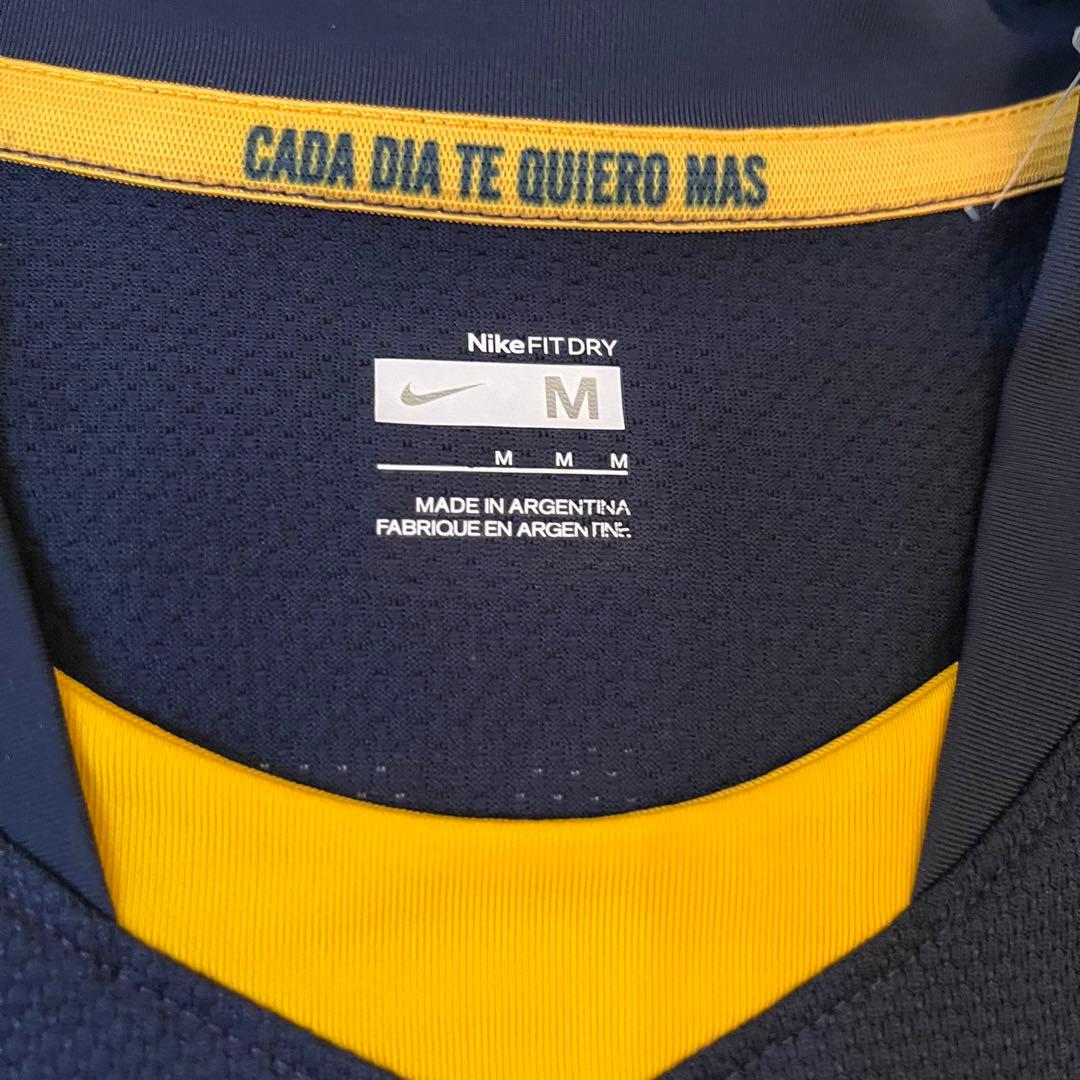 CADA DIA TE QUIERO MAS
NikeFITDRY
M
M M M
MADE IN ARGENTINA
FABRIQUE EN ARGENTINE